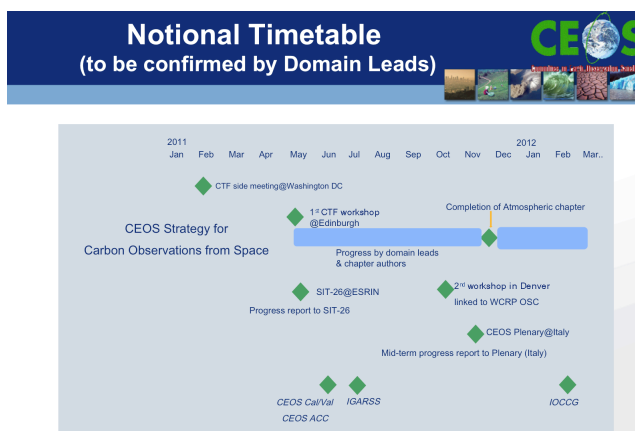 Notional Timetable
(to be confirmed by Domain Leads)
CEOS
2011
2012
Jan Feb Mar Apr May Jun Jul Aug Sep Oct Nov Dec Jan Feb Mar..
CTF side meeting@Washington DC
1st CTF workshop
@Edinburgh
Completion of Atmospheric chapter
CEOS Strategy for
Carbon Observations from Space
Progress by domain leads
& chapter authors
SIT-26@ESRIN
Progress report to SIT-26
2nd workshop in Denver
linked to WCRP OSC
CEOS Plenary@Italy
Mid-term progress report to Plenary (Italy)
CEOS Cal/Val
CEOS ACC
IGARSS
IOCCG